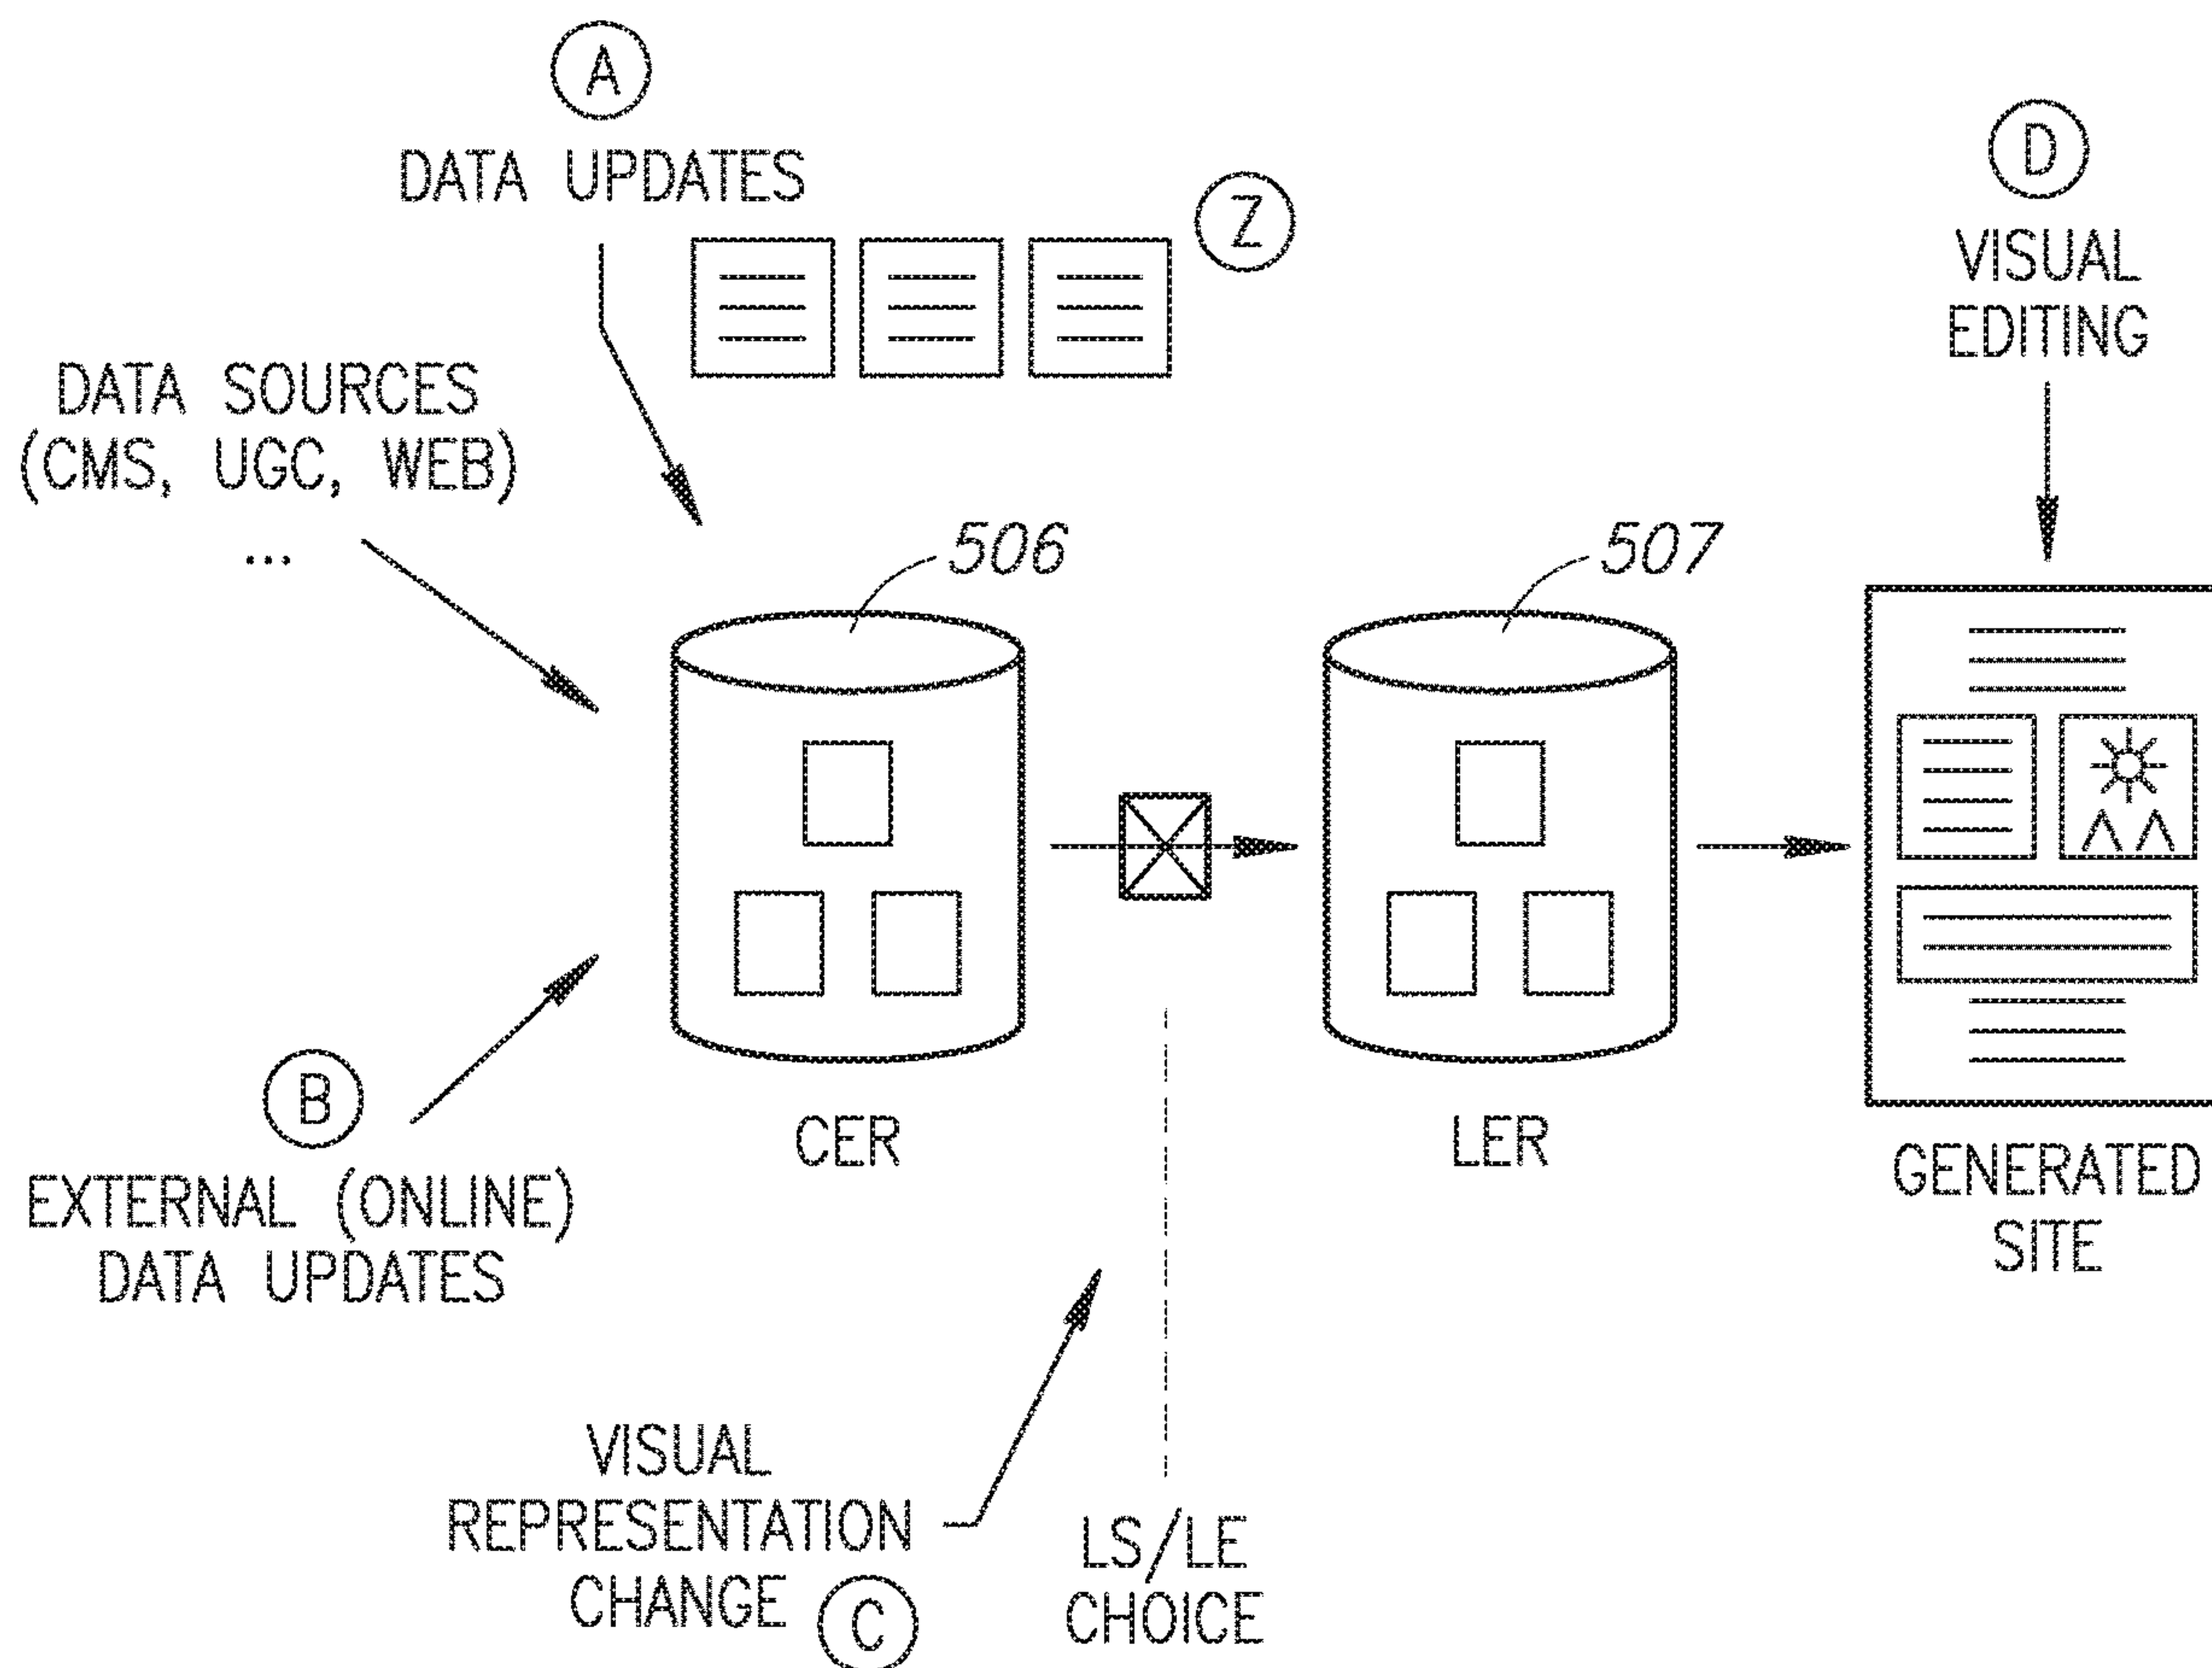 A
DATA UPDATES
Z
D
VISUAL
EDITING
DATA SOURCES
(CMS, UGC, WEB)
...
506
507
B
EXTERNAL (ONLINE)
DATA UPDATES
CER
LER
GENERATED
SITE
VISUAL
REPRESENTATION
CHANGE C
LS/LE
CHOICE